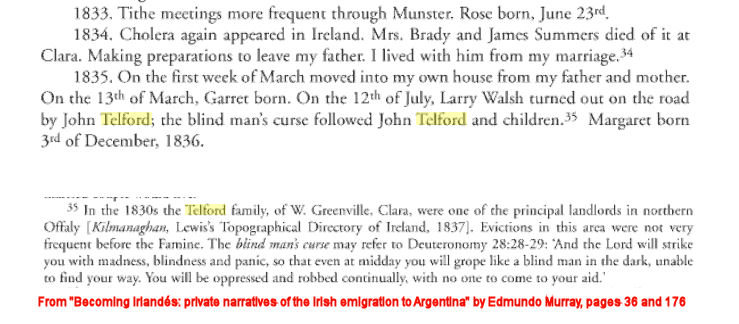 1833. Tithe meetings more frequent through Munster. Rose born, June 23rd.
1834. Cholera again appeared in Ireland. Mrs. Brady and James Summers died of it at
Clara. Making preparations to leave my father. I lived with him from my marriage.34
1835. On the first week of March moved into my own house from my father and mother.
On the 13th of March, Garret born. On the 12th of July, Larry Walsh turned out on the road
by John Telford; the blind man's curse followed John Telford and children.35 Margaret born
3rd of December, 1836.
35 In the 1830s the Telford family, of W. Greenville, Clara, were one of the principal landlords in northern
Offaly [Kilmanaghan, Lewis's Topographical Directory of Ireland, 1837]. Evictions in this area were not very
frequent before the Famine. The blind man's curse may refer to Deuteronomy 28:28-29: 'And the Lord will strike
you with madness, blindness and panic, so that even at midday you will grope like a blind man in the dark, unable
to find your way. You will be oppressed and robbed continually, with no one to come to your aid.'
From "Becoming irlandés: private narratives of the Irish emigration to Argentina" by Edmundo Murray, pages 36 and 176